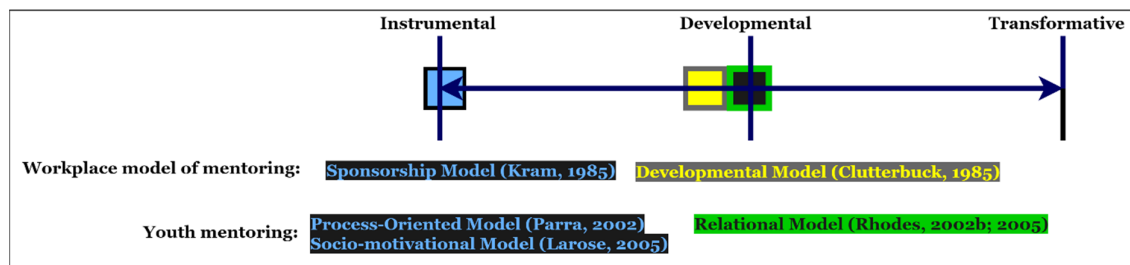 Instrumental Developmental Transformative
Workplace model of mentoring: Sponsorship Model (Kram, 1985) Developmental Model (Clutterbuck, 1985)
Youth mentoring: Process-Oriented Model (Parra, 2002) Relational Model (Rhodes, 2002b; 2005)
Socio-motivational Model (Larose, 2005)